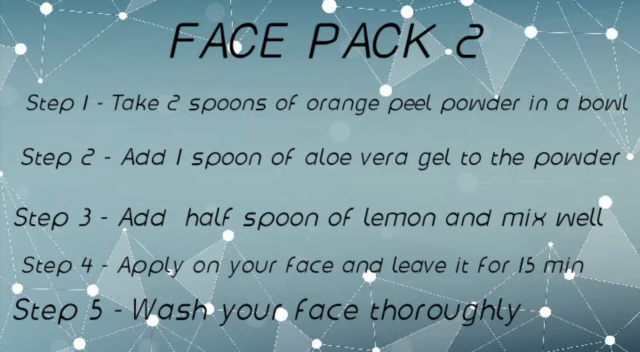 FACE PACK 2
Step 1 - Take 2 spoons of orange peel powder in a bowl
Step 2 - Add 1 spoon of aloe vera gel to the powder
Step 3 - Add half spoon of lemon and mix well
Step 4 - Apply on your face and leave it for 15 min
Step 5 - Wash your face thoroughly